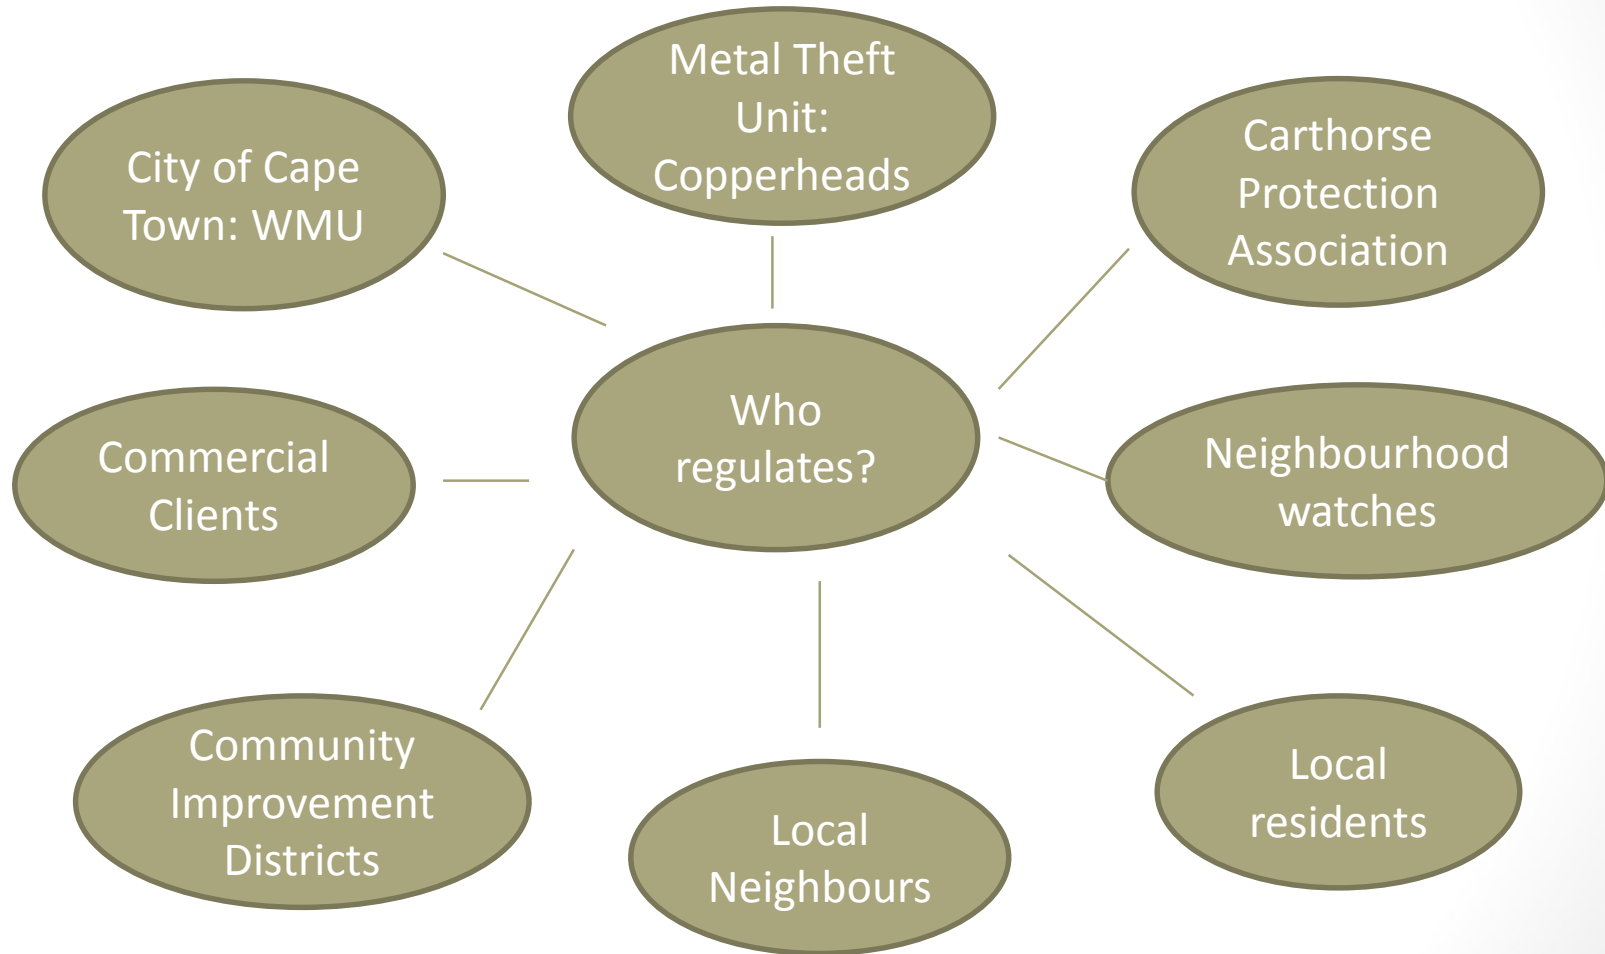 Metal Theft
Unit:
Copperheads
City of Cape
Town: WMU
Carthorse
Protection
Association
Who
regulates?
Commercial
Clients
Neighbourhood
watches
Community
Improvement
Districts
Local
Neighbours
Local
residents